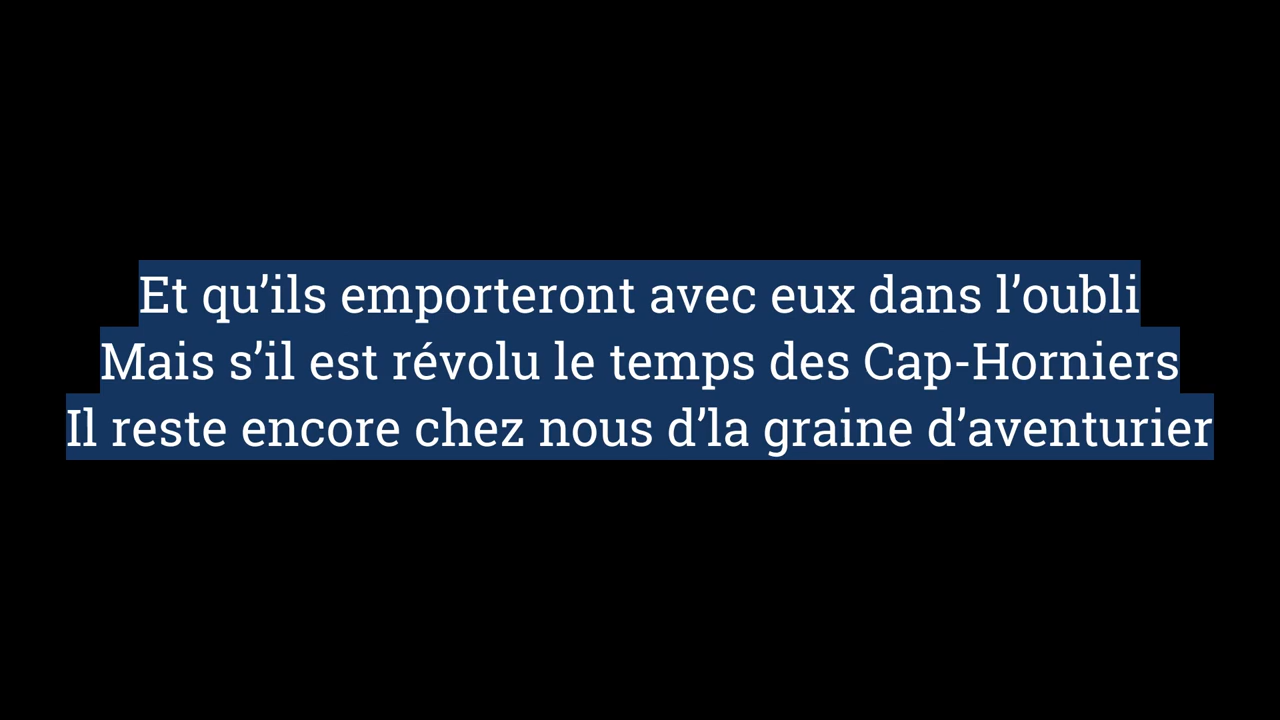 Et qu’ils emporteront avec eux dans l’oubli
Mais s’il est révolu le temps des Cap-Horniers
Il reste encore chez nous d’la graine d’aventurier